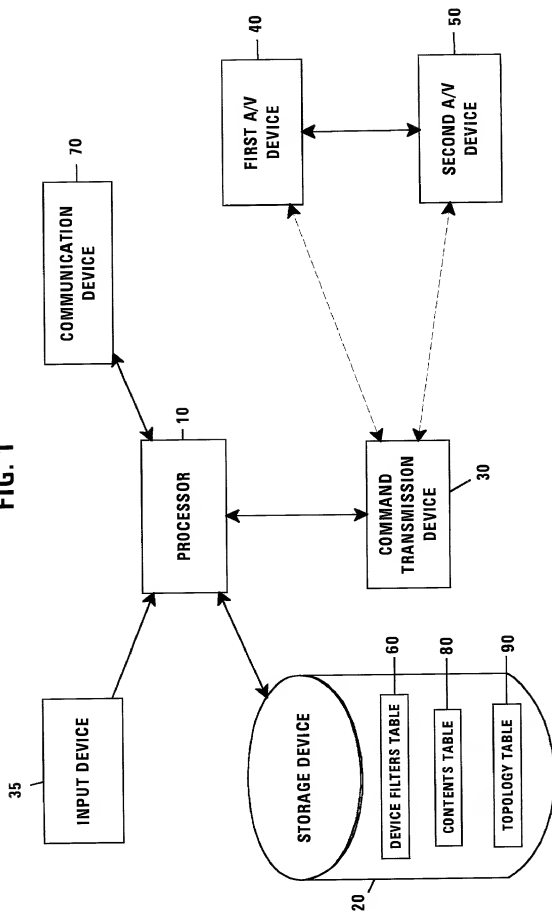 FIG. 1
35
INPUT DEVICE
PROCESSOR
10
COMMUNICATION
DEVICE
70
STORAGE DEVICE
DEVICE FILTERS TABLE
60
CONTENTS TABLE
80
TOPOLOGY TABLE
90
20
COMMAND
TRANSMISSION
DEVICE
30
FIRST A/V
DEVICE
40
SECOND A/V
DEVICE
50